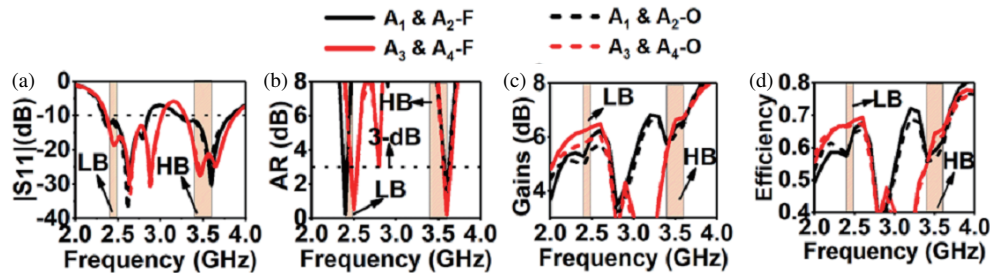 A1 & A2-F
A1 & A2-O
A3 & A4-F
A3 & A4-O
(a)
0
-10
-20
-30
-40
|S11|(dB)
LB
HB
2.0 2.5 3.0 3.5 4.0
Frequency (GHz)
(b)
8
6
4
2
0
AR (dB)
HB
3-dB
LB
2.0 2.5 3.0 3.5 4.0
Frequency (GHz)
(c)
8
6
4
Gains (dB)
LB
HB
2.0 2.5 3.0 3.5 4.0
Frequency (GHz)
(d)
0.8
0.7
0.6
0.5
0.4
Efficiency
LB
HB
2.0 2.5 3.0 3.5 4.0
Frequency (GHz)